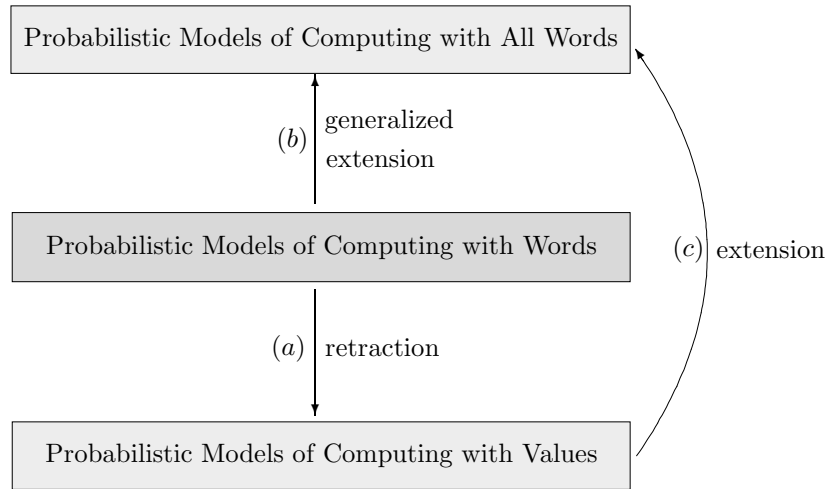 Probabilistic Models of Computing with All Words
(b) generalized
extension
Probabilistic Models of Computing with Words
(c) extension
(a) retraction
Probabilistic Models of Computing with Values